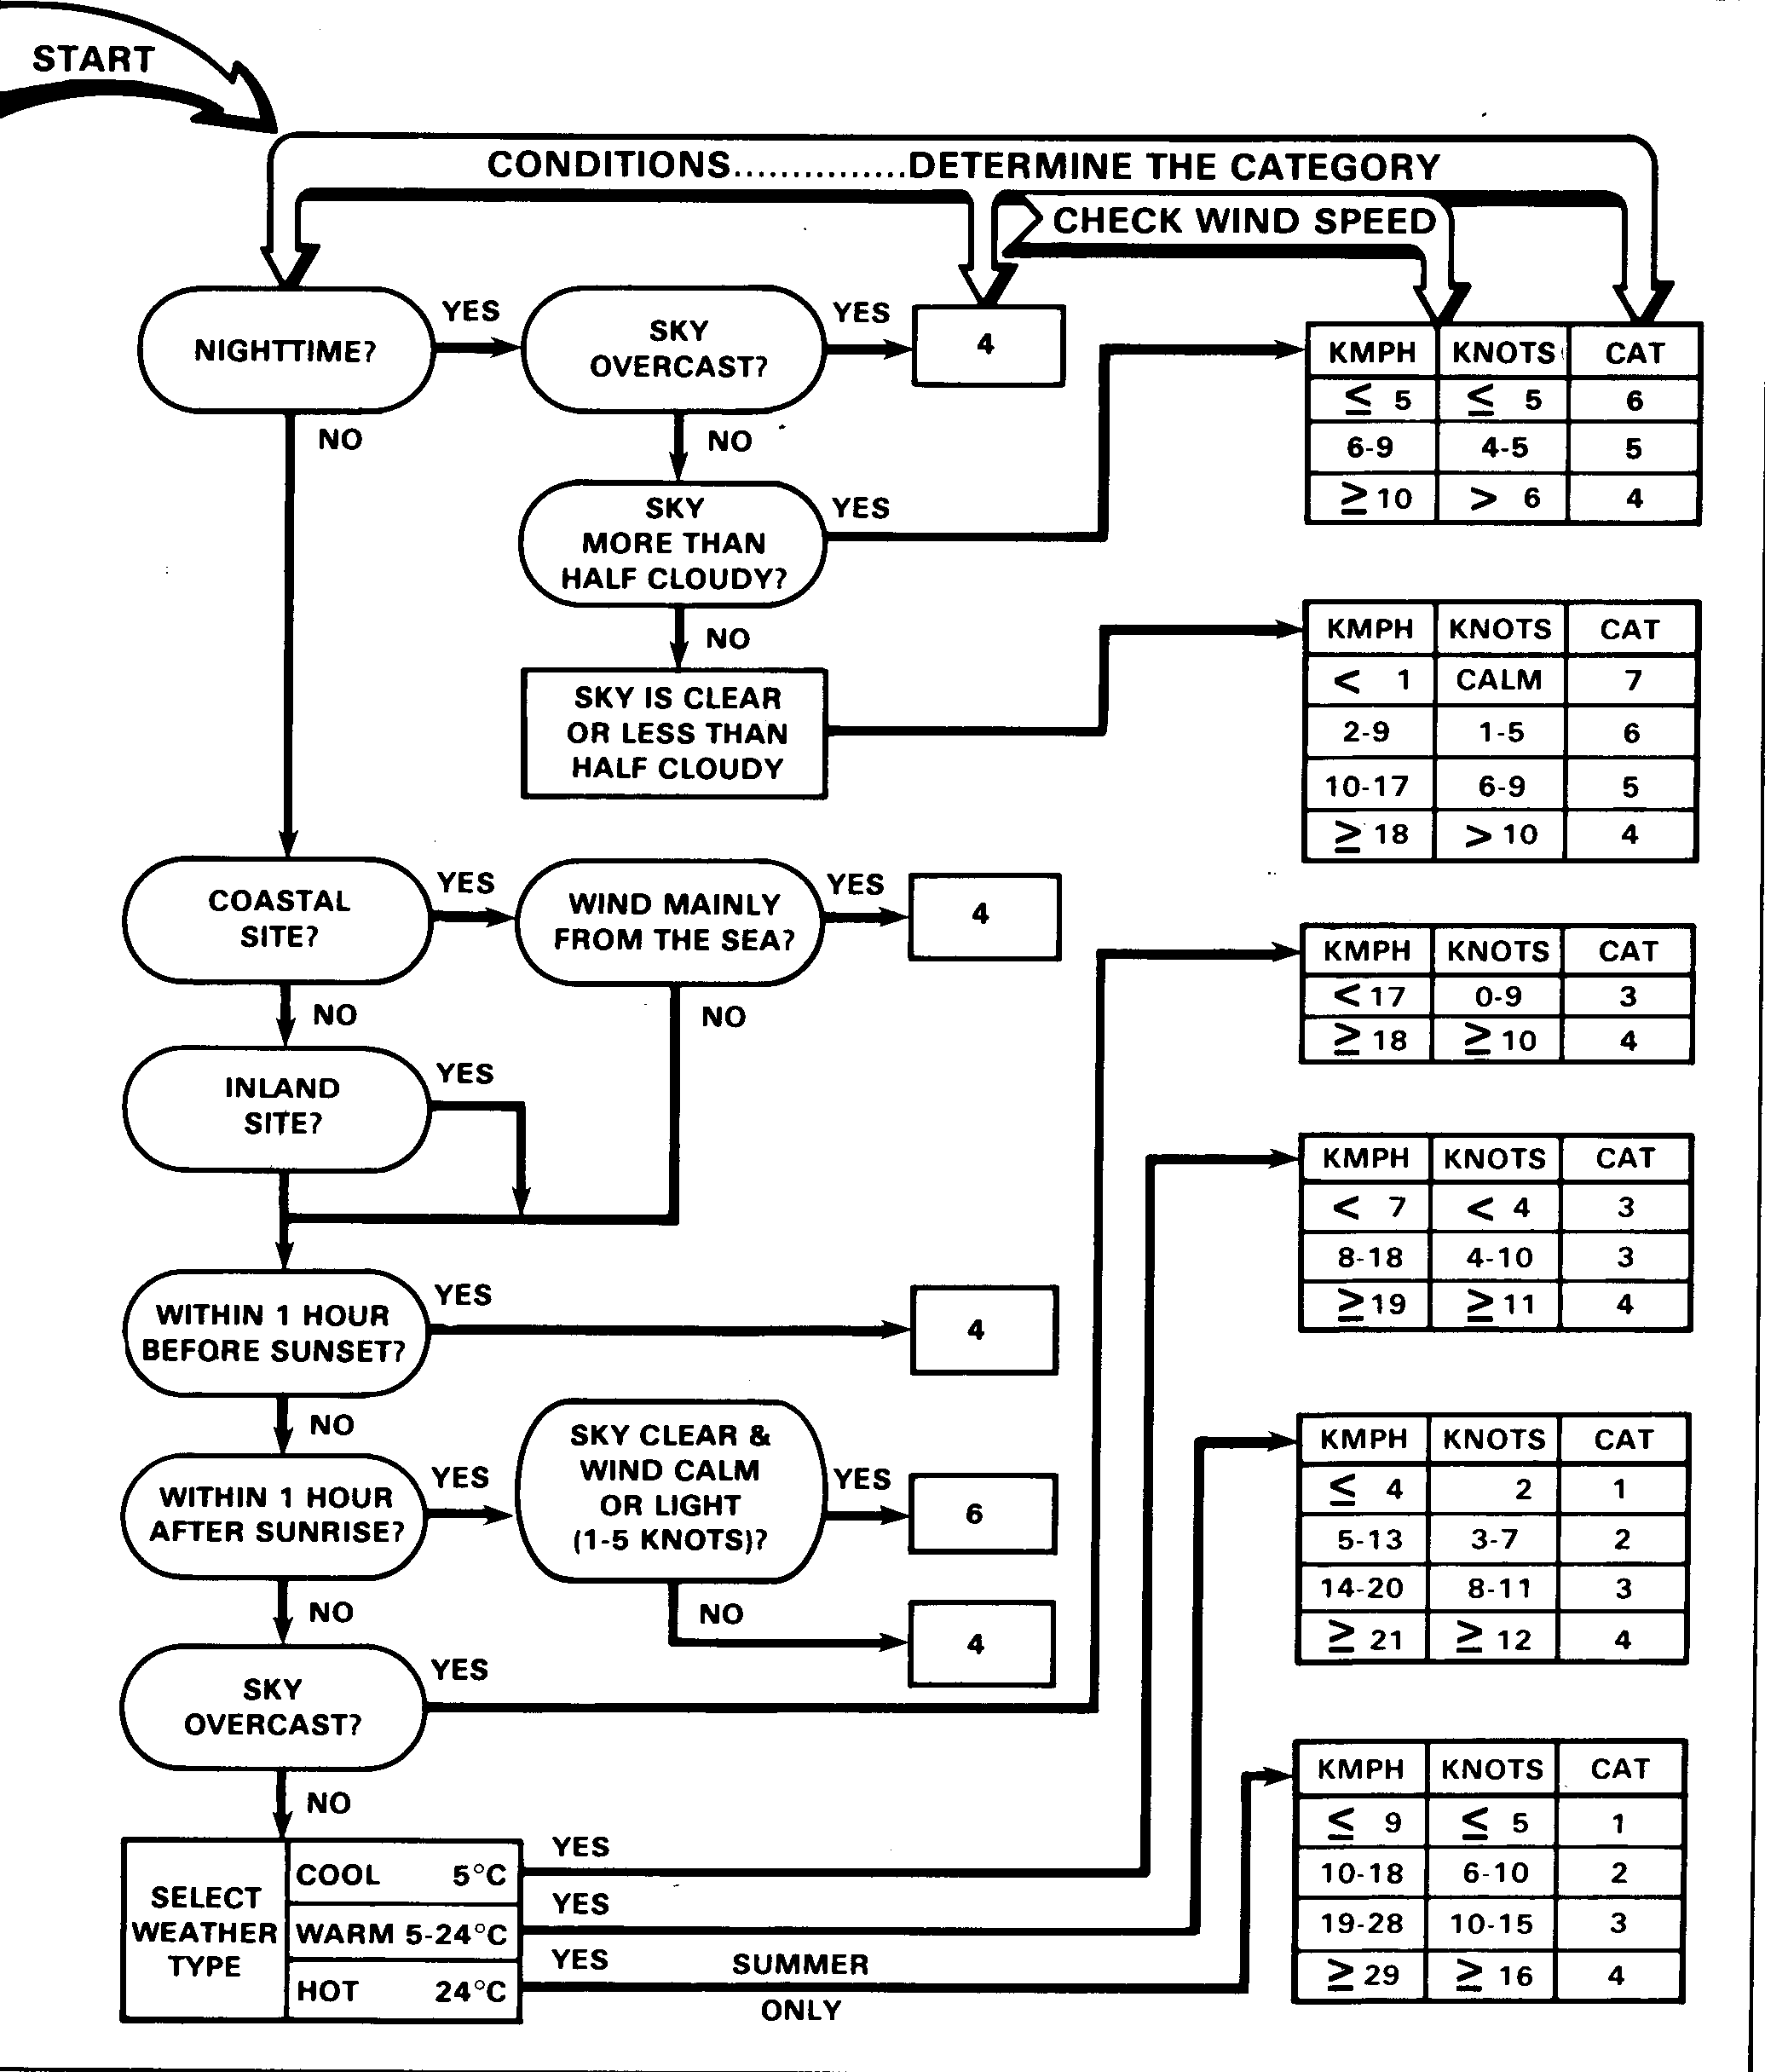 START
CONDITIONS...............DETERMINE THE CATEGORY
CHECK WIND SPEED
NIGHTTIME?
YES
NO
SKY
OVERCAST?
YES
4
NO
SKY
MORE THAN
HALF CLOUDY?
YES
NO
SKY IS CLEAR
OR LESS THAN
HALF CLOUDY
KMPH KNOTS CAT
≤ 5 ≤ 5 6
6-9 4-5 5
≥ 10 > 6 4
KMPH KNOTS CAT
< 1 CALM 7
2-9 1-5 6
10-17 6-9 5
≥ 18 > 10 4
COASTAL
SITE?
YES
NO
WIND MAINLY
FROM THE SEA?
YES
4
NO
INLAND
SITE?
YES
KMPH KNOTS CAT
< 17 0-9 3
≥ 18 ≥ 10 4
KMPH KNOTS CAT
< 7 < 4 3
8-18 4-10 3
≥ 19 ≥ 11 4
WITHIN 1 HOUR
BEFORE SUNSET?
YES
4
NO
WITHIN 1 HOUR
AFTER SUNRISE?
YES
NO
SKY CLEAR &
WIND CALM
OR LIGHT
(1-5 KNOTS)?
YES
6
NO
4
KMPH KNOTS CAT
≤ 4 2 1
5-13 3-7 2
14-20 8-11 3
≥ 21 ≥ 12 4
SKY
OVERCAST?
YES
NO
SELECT
WEATHER
TYPE
COOL 5°C
YES
WARM 5-24°C
YES
HOT 24°C
YES
SUMMER
ONLY
KMPH KNOTS CAT
≤ 9 ≤ 5 1
10-18 6-10 2
19-28 10-15 3
≥ 29 ≥ 16 4